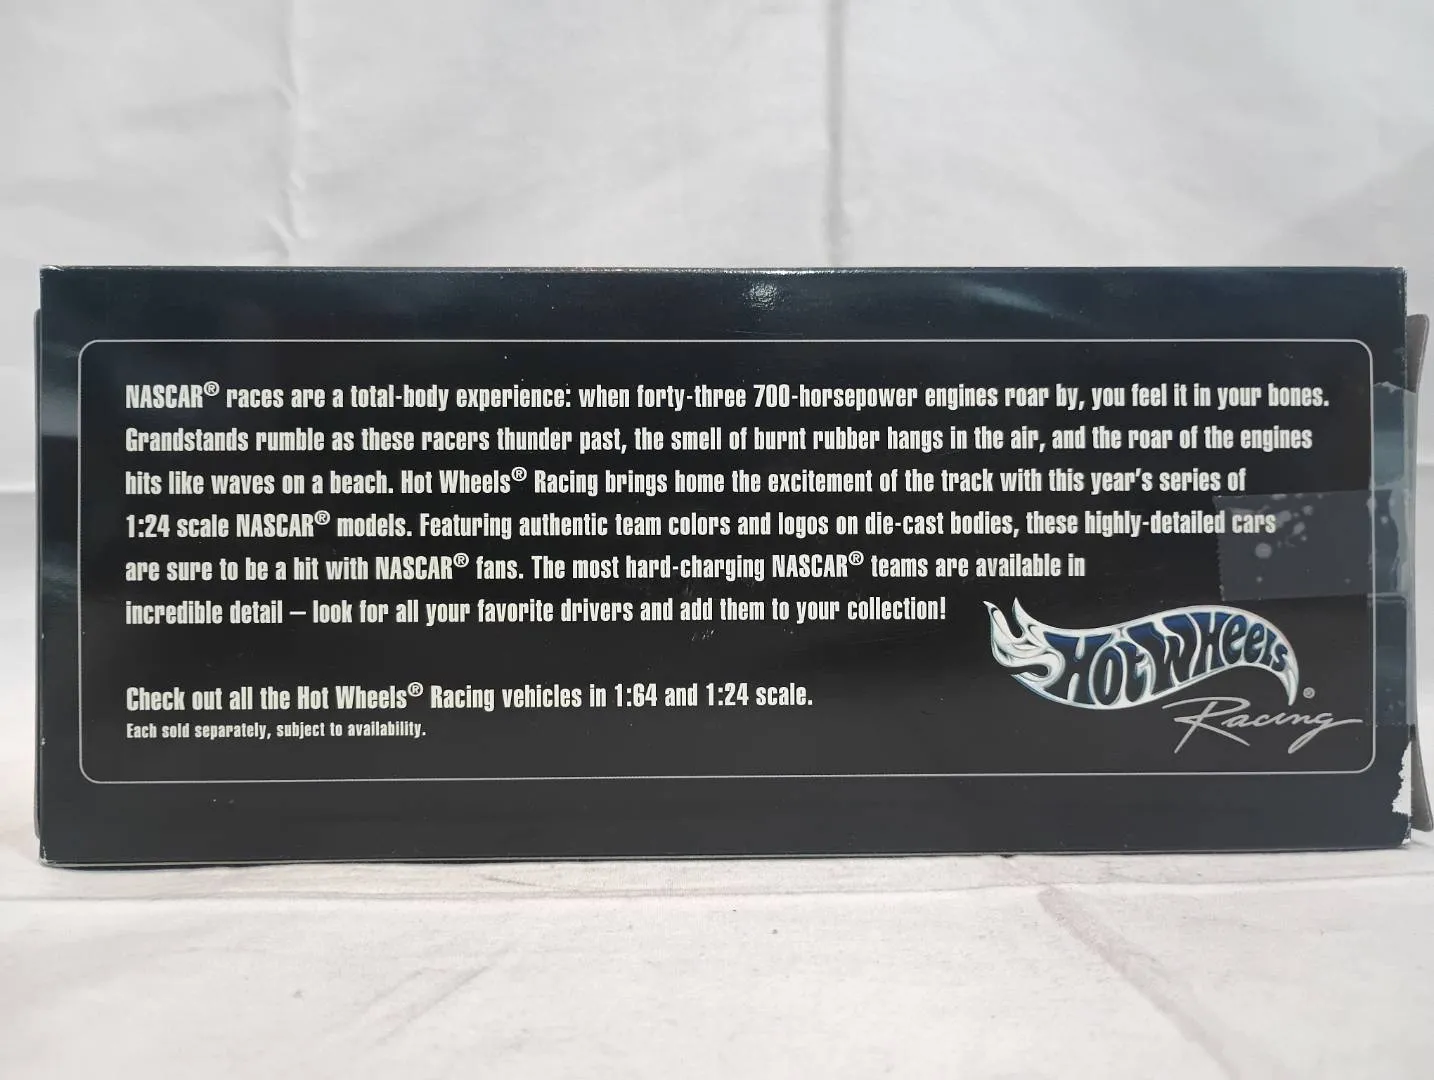 NASCAR® races are a total-body experience: when forty-three 700-horsepower engines roar by, you feel it in your bones.
Grandstands rumble as these racers thunder past, the smell of burnt rubber hangs in the air, and the roar of the engines
hits like waves on a beach. Hot Wheels® Racing brings home the excitement of the track with this year's series of
1:24 scale NASCAR® models. Featuring authentic team colors and logos on die-cast bodies, these highly-detailed cars
are sure to be a hit with NASCAR® fans. The most hard-charging NASCAR® teams are available in
incredible detail – look for all your favorite drivers and add them to your collection!
Check out all the Hot Wheels® Racing vehicles in 1:64 and 1:24 scale.
Each sold separately, subject to availability.
HOT WHEELS ®
Racing